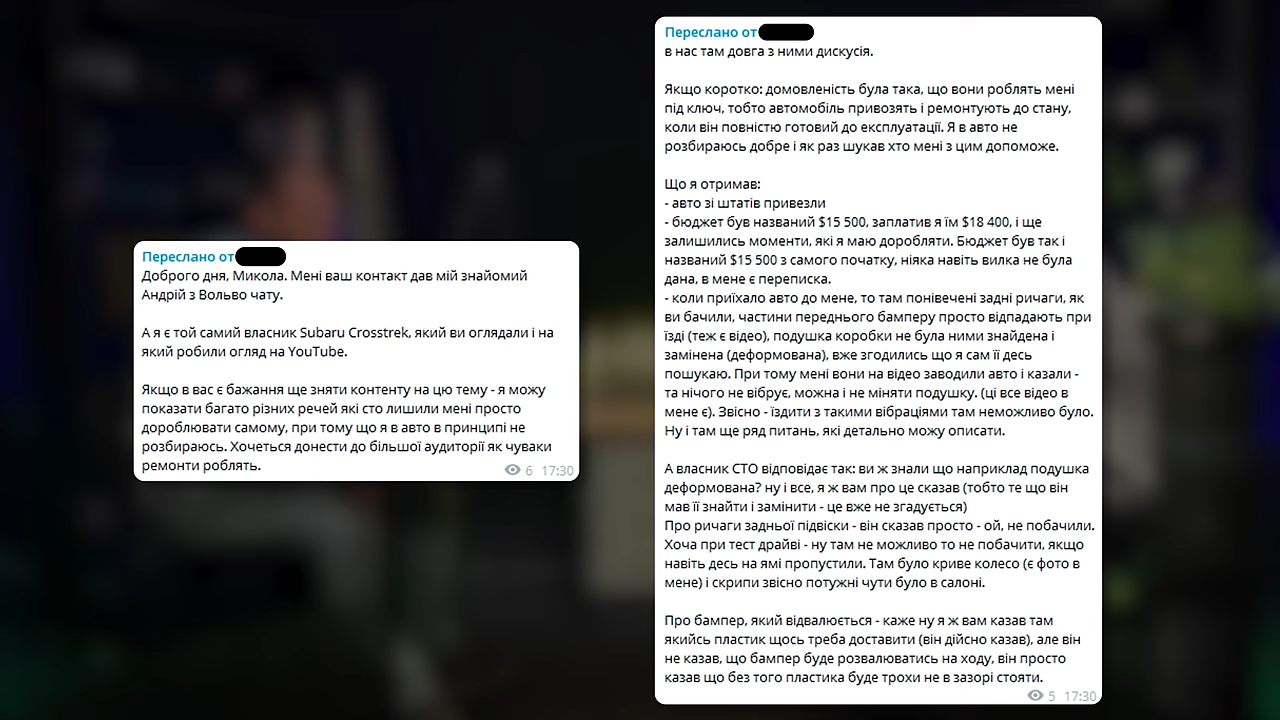 Переслано от
Доброго дня, Микола. Мені ваш контакт дав мій знайомий
Андрій з Вольво чату.
А я є той самий власник Subaru Crosstrek, який ви оглядали і на
який робили огляд на YouTube.
Якщо в вас є бажання ще зняти контенту на цю тему - я можу
показати багато різних речей які сто лишили мені просто
дороблювати самому, при тому що я в авто в принципі не
розбираюсь. Хочеться донести до більшої аудиторії як чуваки
ремонти роблять.
6 17:30
Переслано от
в нас там довга з ними дискусія.
Якщо коротко: домовленість була така, що вони роблять мені
під ключ, тобто автомобіль привозять і ремонтують до стану,
коли він повністю готовий до експлуатації. Я в авто не
розбираюсь добре і як раз шукав хто мені з цим допоможе.
Що я отримав:
- авто зі штатів привезли
- бюджет був названий $15 500, заплатив я їм $18 400, і ще
залишились моменти, які я маю доробляти. Бюджет був так і
названий $15 500 з самого початку, ніяка навіть вилка не була
дана, в мене є переписка.
- коли приїхало авто до мене, то там понівечені задні ричаги, як
ви бачили, частини переднього бамперу просто відпадають при
їзді (теж є відео), подушка коробки не була ними знайдена і
замінена (деформована), вже згодились що я сам її десь
пошукаю. При тому мені вони на відео заводили авто і казали -
та нічого не вібрує, можна і не міняти подушку. (ці все відео в
мене є). Звісно - їздити з такими вібраціями там неможливо було.
Ну і там ще ряд питань, які детально можу описати.
А власник СТО відповідає так: ви ж знали що наприклад подушка
деформована? ну і все, я ж вам про це сказав (тобто те що він
мав її знайти і замінити - це вже не згадується)
Про ричаги задньої підвіски - він сказав просто - ой, не побачили.
Хоча при тест драйві - ну там не можливо то не побачити, якщо
навіть десь на ямі пропустили. Там було криве колесо (є фото в
мене) і скрипи звісно потужні чути було в салоні.
Про бампер, який відвалюється - каже ну я ж вам казав там
якийсь пластик щось треба доставити (він дійсно казав), але він
не казав, що бампер буде розвалюватись на ходу, він просто
казав що без того пластика буде трохи не в зазорі стояти.
5 17:30